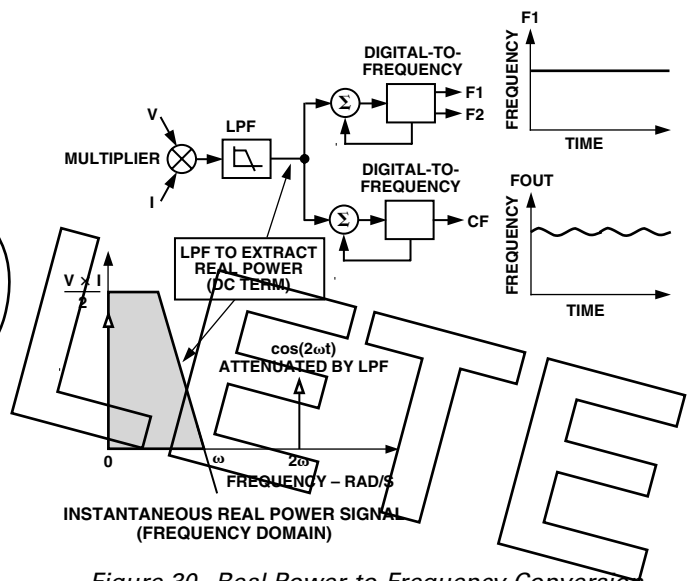 F1
DIGITAL-TO-
FREQUENCY
F1
F2
FREQUENCY
TIME
V
MULTIPLIER
I
LPF
Σ
DIGITAL-TO-
FREQUENCY
Σ
CF
FOUT
FREQUENCY
TIME
LPF TO EXTRACT
REAL POWER
(DC TERM)
V × I
2
cos(2ωt)
ATTENUATED BY LPF
0
ω
2ω
FREQUENCY – RAD/S
INSTANTANEOUS REAL POWER SIGNAL
(FREQUENCY DOMAIN)
LETE
Figure 30. Real Power-to-Frequency Conversion